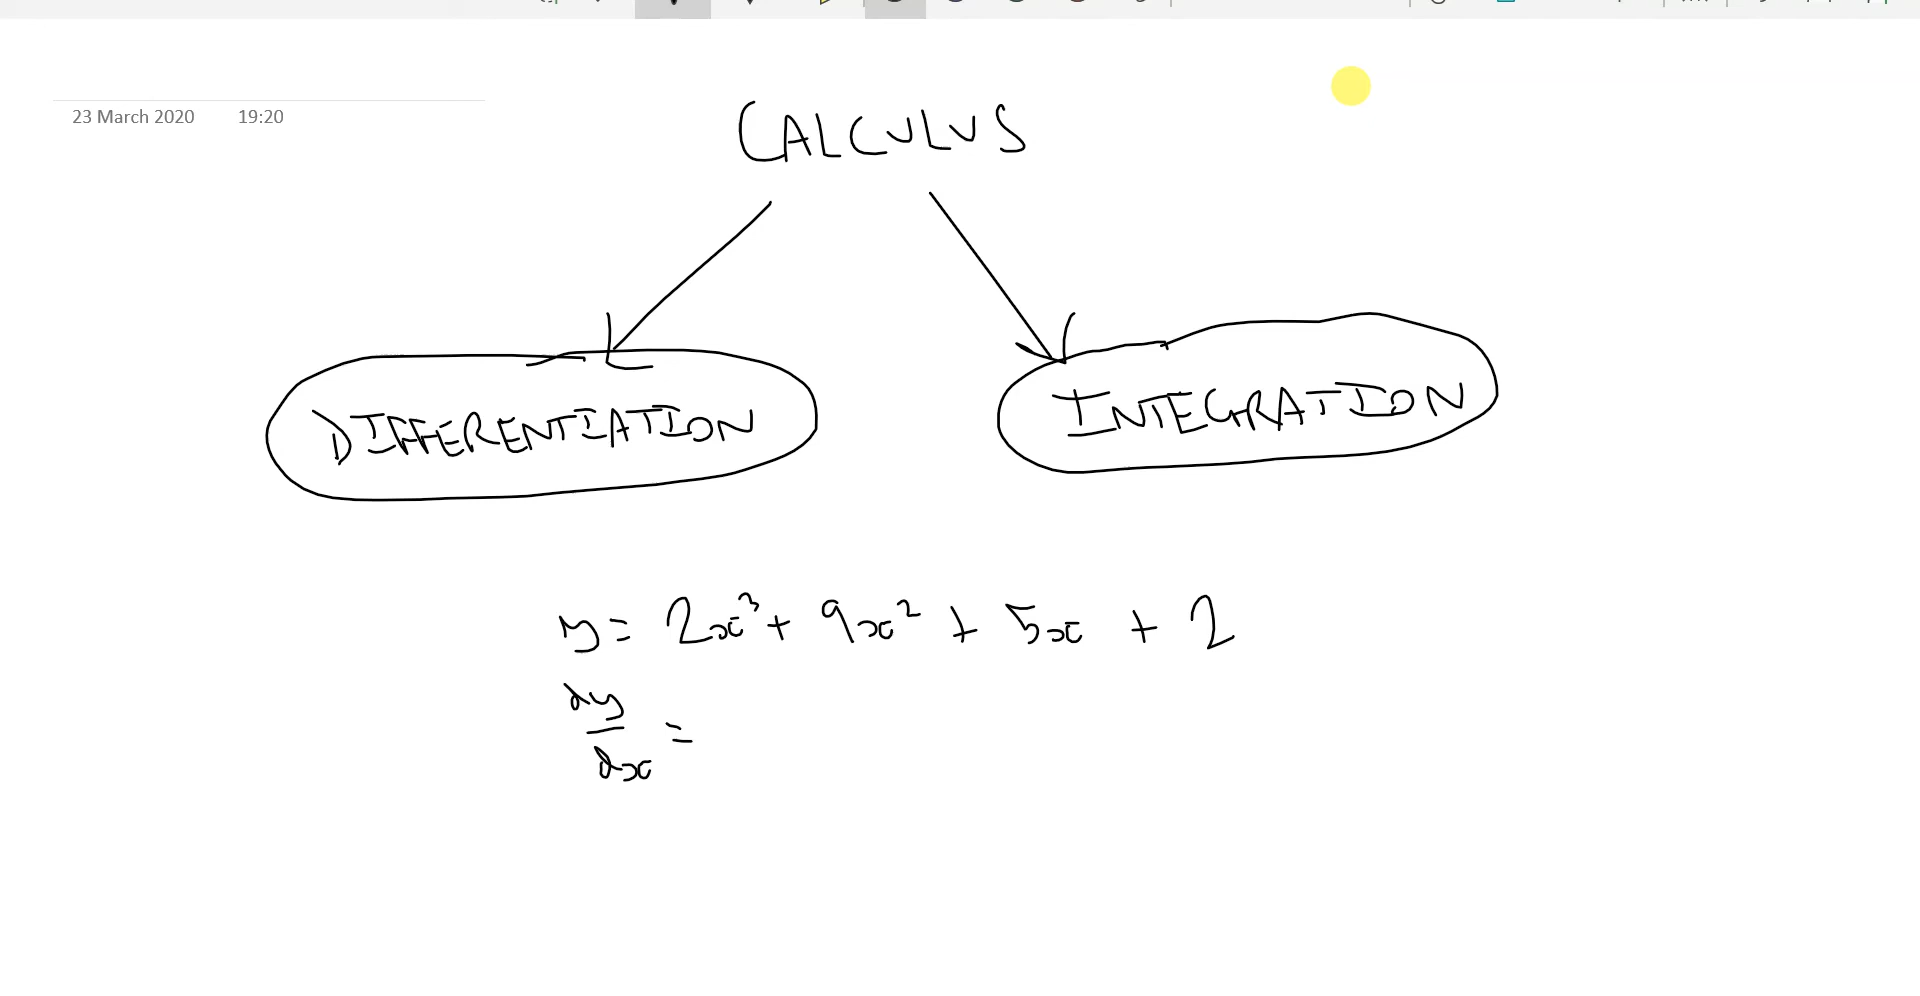 23 March 2020 19:20
CALCULUS
DIFFERENTIATION
INTEGRATION
y = 2x³ + 9x² + 5x + 2
dy/dx =